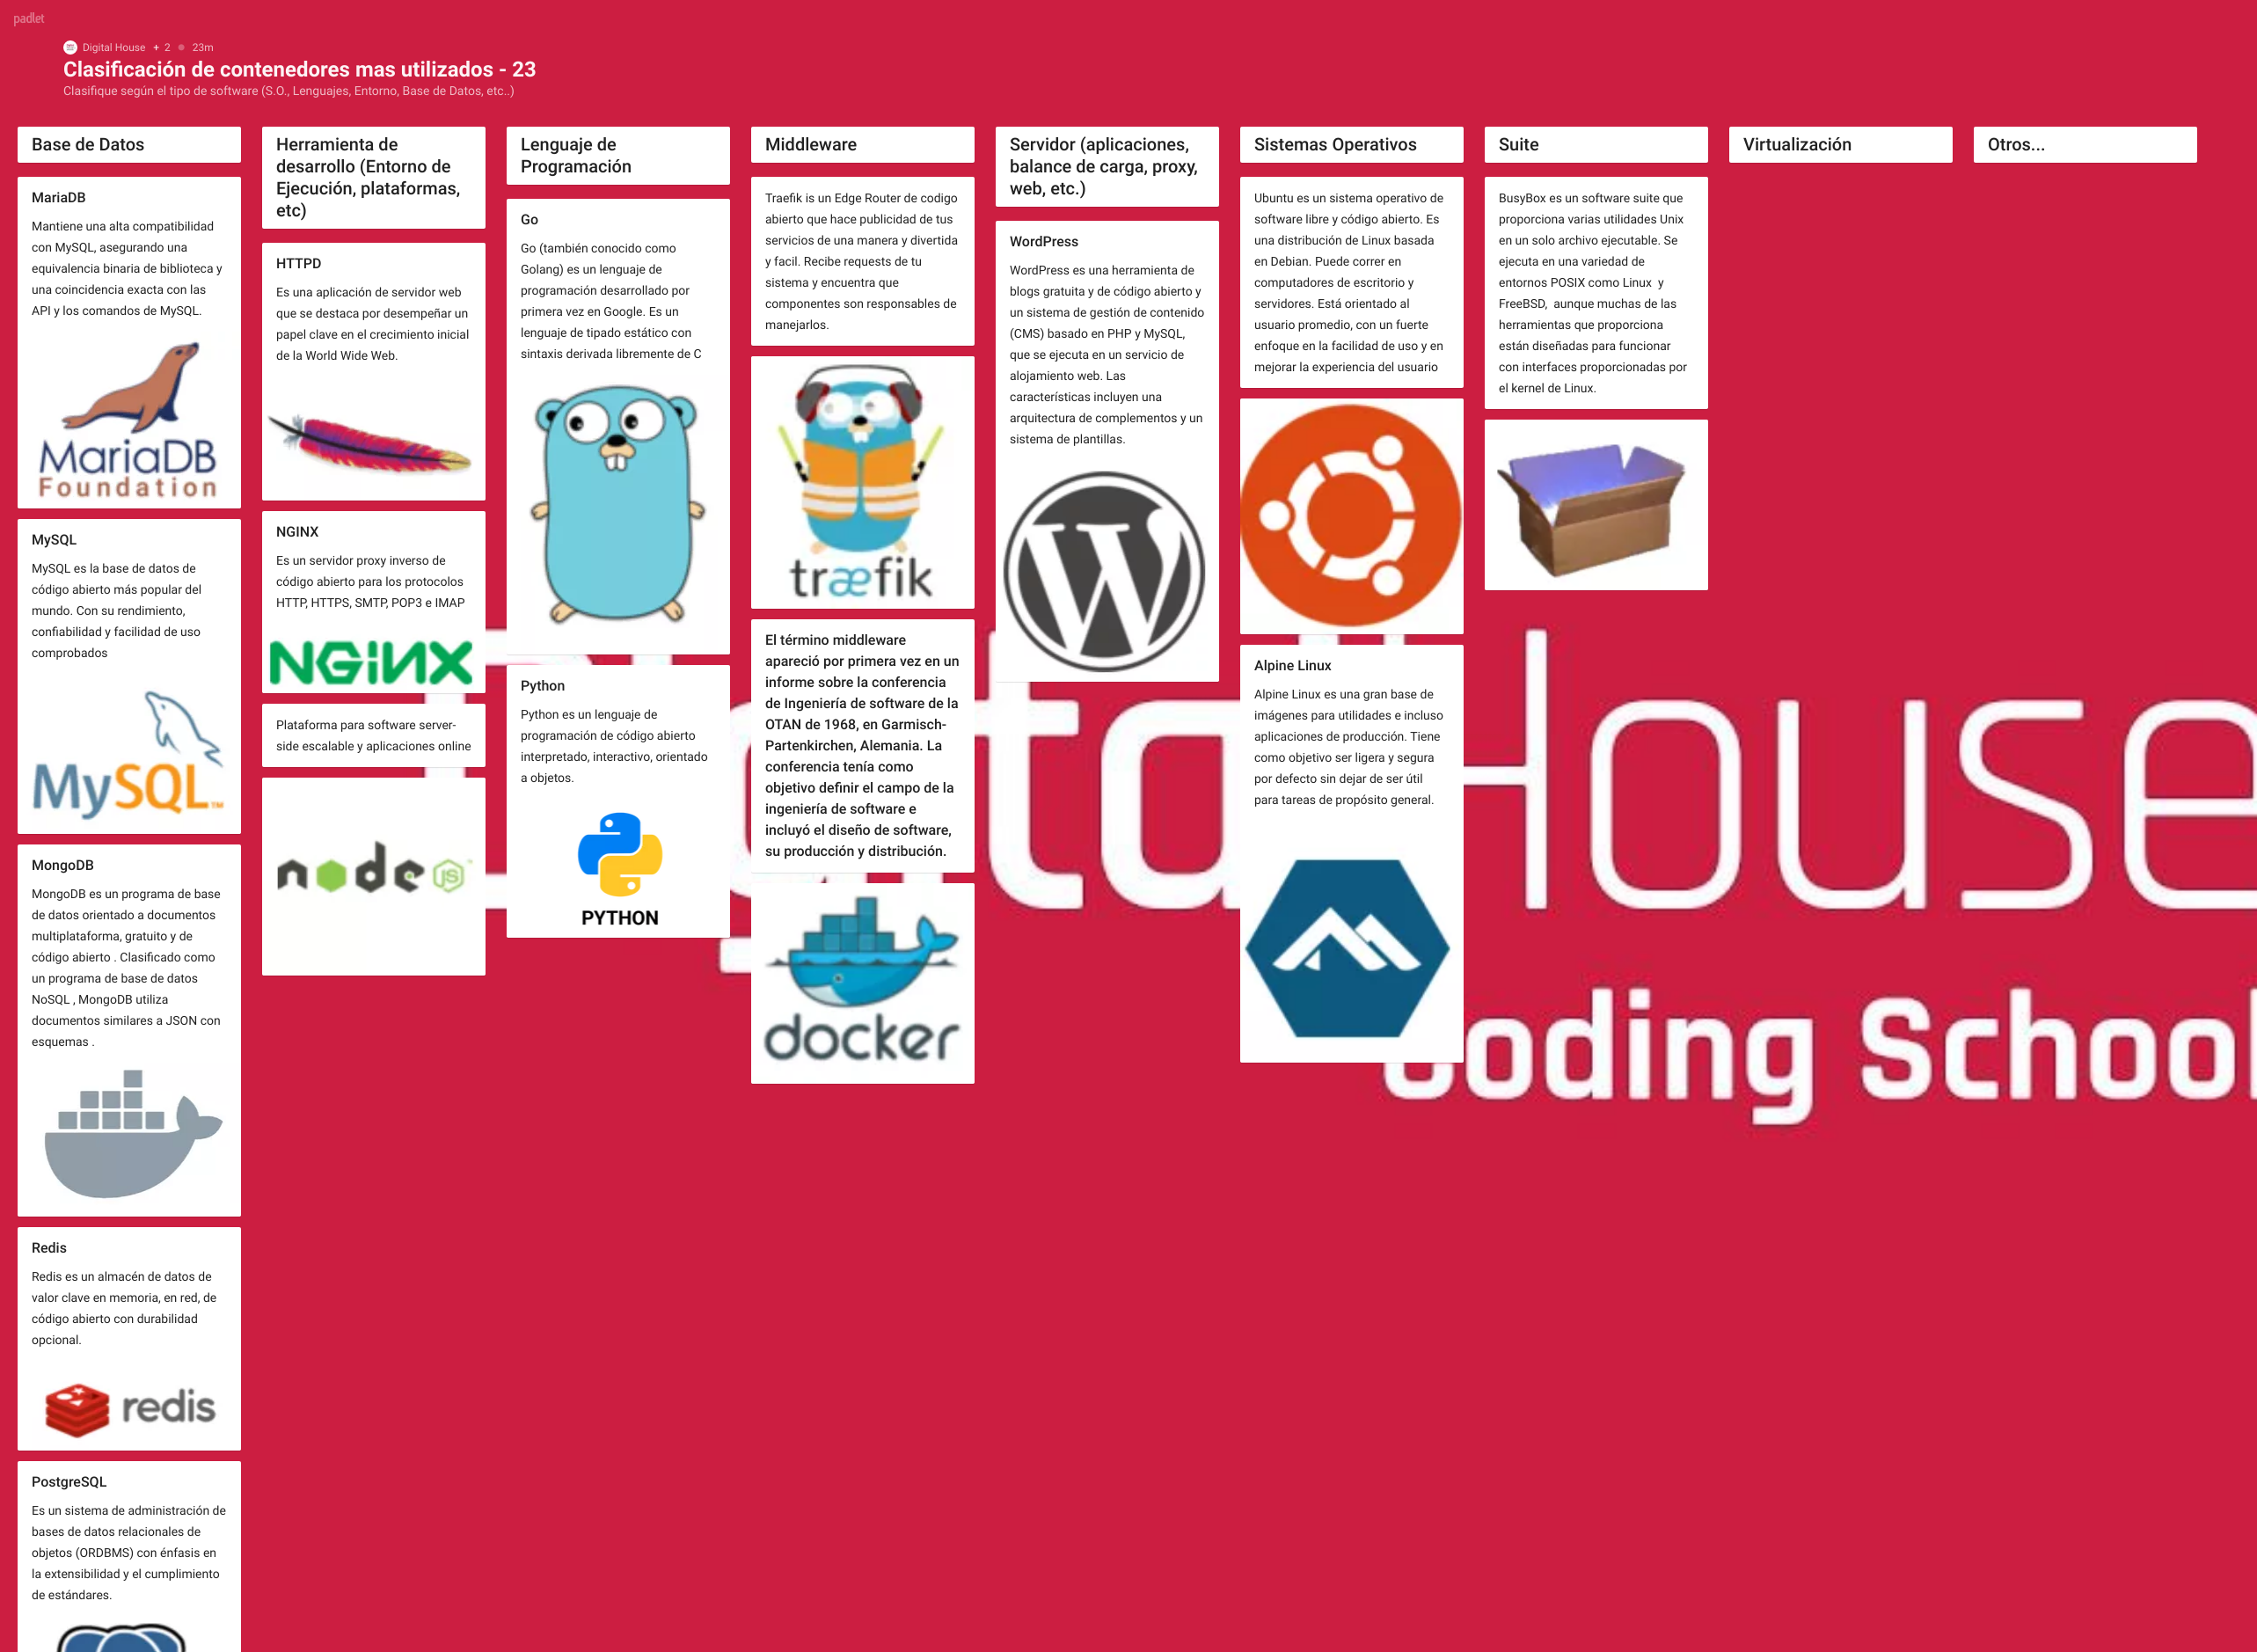 padlet
Digital House + 2 23m
Clasificación de contenedores mas utilizados - 23
Clasifique según el tipo de software (S.O., Lenguajes, Entorno, Base de Datos, etc..)
Base de Datos
MariaDB
Mantiene una alta compatibilidad
con MySQL, asegurando una
equivalencia binaria de biblioteca y
una coincidencia exacta con las
API y los comandos de MySQL.
MariaDB
Foundation
MySQL
MySQL es la base de datos de
código abierto más popular del
mundo. Con su rendimiento,
confiabilidad y facilidad de uso
comprobados
MySQL™
MongoDB
MongoDB es un programa de base
de datos orientado a documentos
multiplataforma, gratuito y de
código abierto . Clasificado como
un programa de base de datos
NoSQL , MongoDB utiliza
documentos similares a JSON con
esquemas .
Redis
Redis es un almacén de datos de
valor clave en memoria, en red, de
código abierto con durabilidad
opcional.
redis
PostgreSQL
Es un sistema de administración de
bases de datos relacionales de
objetos (ORDBMS) con énfasis en
la extensibilidad y el cumplimiento
de estándares.
Herramienta de
desarrollo (Entorno de
Ejecución, plataformas,
etc)
HTTPD
Es una aplicación de servidor web
que se destaca por desempeñar un
papel clave en el crecimiento inicial
de la World Wide Web.
NGINX
Es un servidor proxy inverso de
código abierto para los protocolos
HTTP, HTTPS, SMTP, POP3 e IMAP
NGiNX
Plataforma para software server-
side escalable y aplicaciones online
node JS ™
Lenguaje de
Programación
Go
Go (también conocido como
Golang) es un lenguaje de
programación desarrollado por
primera vez en Google. Es un
lenguaje de tipado estático con
sintaxis derivada libremente de C
Python
Python es un lenguaje de
programación de código abierto
interpretado, interactivo, orientado
a objetos.
PYTHON
Middleware
Traefik is un Edge Router de codigo
abierto que hace publicidad de tus
servicios de una manera y divertida
y facil. Recibe requests de tu
sistema y encuentra que
componentes son responsables de
manejarlos.
træfik
El término middleware
apareció por primera vez en un
informe sobre la conferencia
de Ingeniería de software de la
OTAN de 1968, en Garmisch-
Partenkirchen, Alemania. La
conferencia tenía como
objetivo definir el campo de la
ingeniería de software e
incluyó el diseño de software,
su producción y distribución.
docker
Servidor (aplicaciones,
balance de carga, proxy,
web, etc.)
WordPress
WordPress es una herramienta de
blogs gratuita y de código abierto y
un sistema de gestión de contenido
(CMS) basado en PHP y MySQL,
que se ejecuta en un servicio de
alojamiento web. Las
características incluyen una
arquitectura de complementos y un
sistema de plantillas.
W
Sistemas Operativos
Ubuntu es un sistema operativo de
software libre y código abierto. Es
una distribución de Linux basada
en Debian. Puede correr en
computadores de escritorio y
servidores. Está orientado al
usuario promedio, con un fuerte
enfoque en la facilidad de uso y en
mejorar la experiencia del usuario
Alpine Linux
Alpine Linux es una gran base de
imágenes para utilidades e incluso
aplicaciones de producción. Tiene
como objetivo ser ligera y segura
por defecto sin dejar de ser útil
para tareas de propósito general.
Suite
BusyBox es un software suite que
proporciona varias utilidades Unix
en un solo archivo ejecutable. Se
ejecuta en una variedad de
entornos POSIX como Linux  y
FreeBSD,  aunque muchas de las
herramientas que proporciona
están diseñadas para funcionar
con interfaces proporcionadas por
el kernel de Linux.
Virtualización
Otros...
House
Coding School